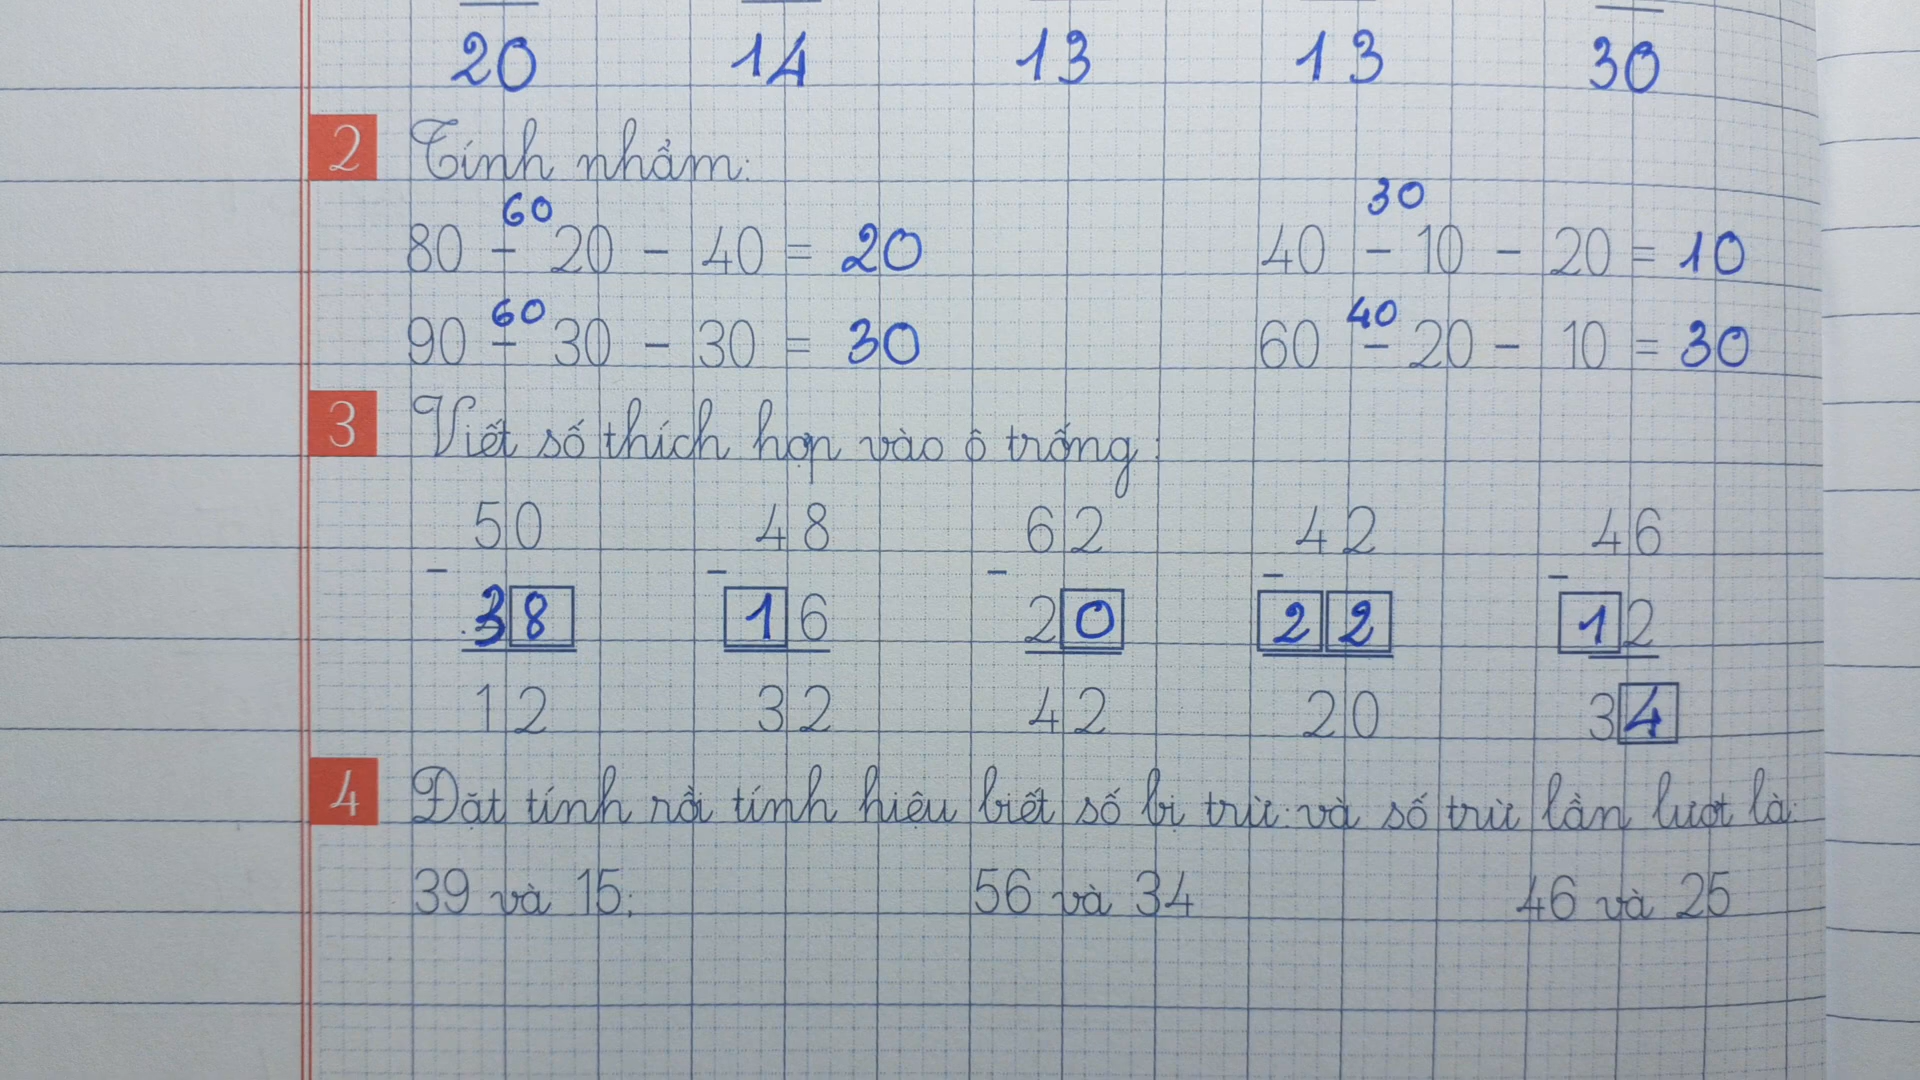 20 14 13 13 30
2 Tính nhẩm:
60 30
80 - 20 - 40 = 20 40 - 10 - 20 = 10
60 40
90 - 30 - 30 = 30 60 - 20 - 10 = 30
3 Viết số thích hợp vào ô trống:
50 48 62 42 46
- - - - -
38 16 20 22 12
12 32 42 20 34
4 Đặt tính rồi tính hiệu biết số bị trừ và số trừ lần lượt là:
39 và 15; 56 và 34 46 và 25